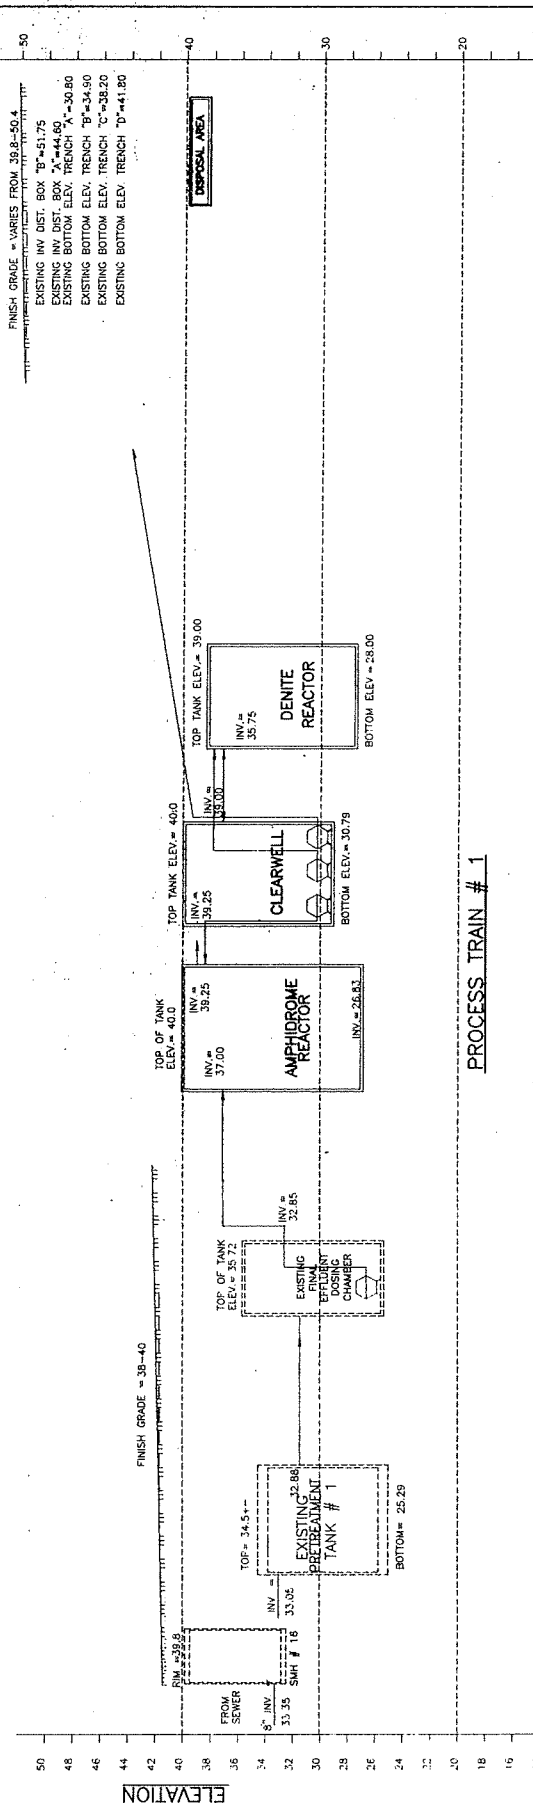 FINISH GRADE = VARIES FROM 39.8-50.4
EXISTING INV DIST. BOX "B"=51.75
EXISTING INV DIST. BOX "A"=44.60
EXISTING BOTTOM ELEV. TRENCH "A"=30.80
EXISTING BOTTOM ELEV. TRENCH "B"=34.90
EXISTING BOTTOM ELEV. TRENCH "C"=38.20
EXISTING BOTTOM ELEV. TRENCH "D"=41.80
50
40
30
20
DISPOSAL AREA
TOP TANK ELEV.= 39.00
INV.=
35.75
DENITE
REACTOR
BOTTOM ELEV = 28.00
TOP TANK ELEV.= 40.0
INV.=
39.25
INV.=
39.00
CLEARWELL
BOTTOM ELEV.= 30.79
TOP OF TANK
ELEV.= 40.0
INV.=
37.00
INV.=
39.25
AMPHIDROME
REACTOR
INV.= 26.83
TOP OF TANK
ELEV.= 35.72
INV.=
32.85
EXISTING
FINAL
EFFLUENT
DOSING
CHAMBER
FINISH GRADE = 38-40
TOP= 34.5+-
INV =
33.05
32.88
EXISTING
PRETREATMENT
TANK # 1
BOTTOM= 25.29
RIM =39.8
FROM
SEWER
8" INV
33.35
SMH # 16
PROCESS TRAIN # 1
50
48
46
44
42
40
38
36
34
32
30
28
26
24
22
20
18
16
14
ELEVATION